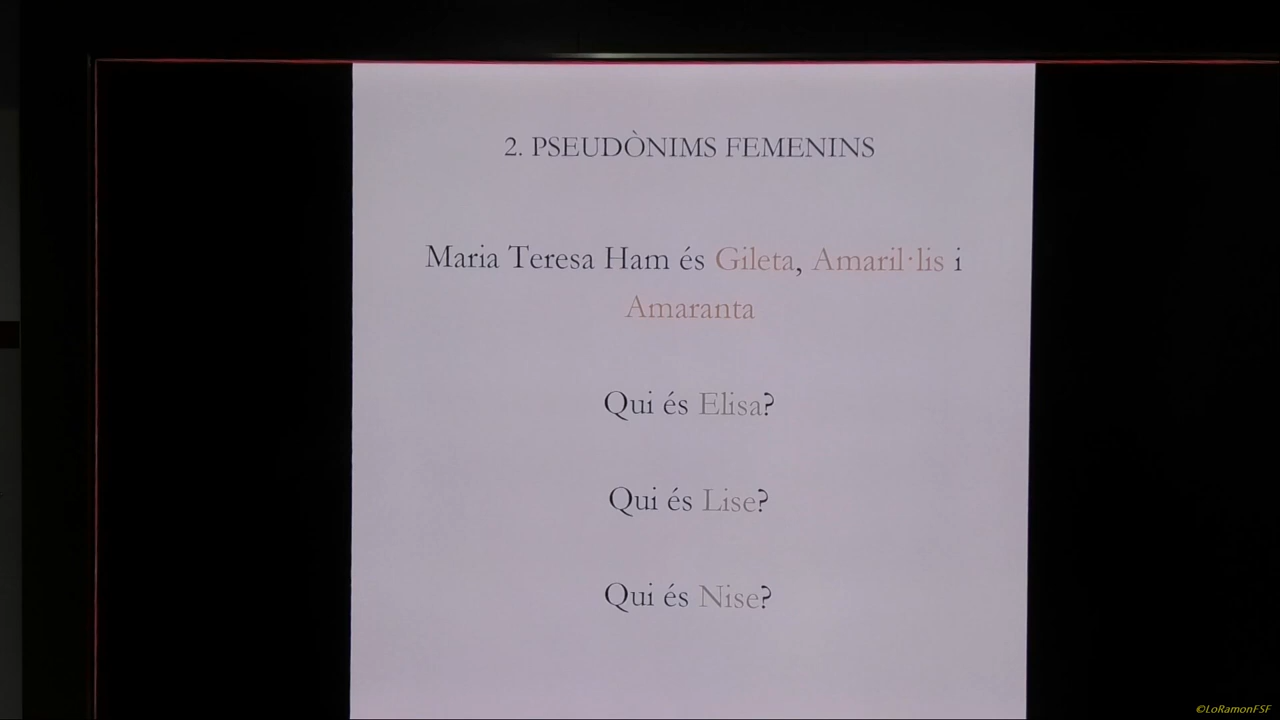 2. PSEUDÒNIMS FEMENINS
Maria Teresa Ham és Gileta, Amaril·lis i
Amaranta
Qui és Elisa?
Qui és Lise?
Qui és Nise?
©LoRamonFSF